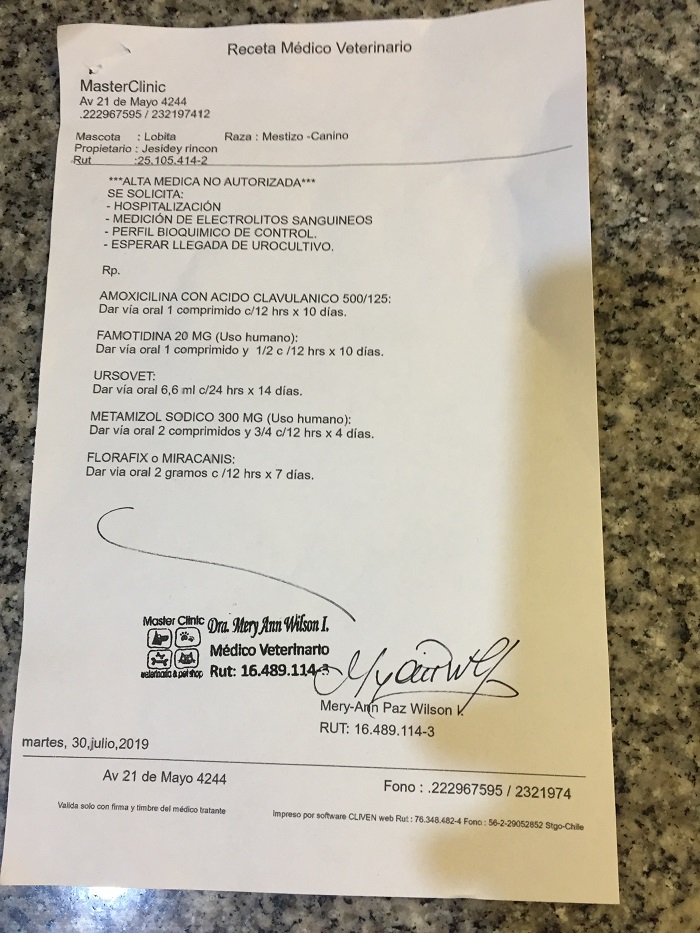 Receta Médico Veterinario
MasterClinic
Av 21 de Mayo 4244
.222967595 / 232197412
Mascota : Lobita Raza : Mestizo -Canino
Propietario : Jesidey rincon
Rut :25.105.414-2
***ALTA MEDICA NO AUTORIZADA***
SE SOLICITA:
- HOSPITALIZACIÓN
- MEDICIÓN DE ELECTROLITOS SANGUINEOS
- PERFIL BIOQUIMICO DE CONTROL.
- ESPERAR LLEGADA DE UROCULTIVO.
Rp.
AMOXICILINA CON ACIDO CLAVULANICO 500/125:
Dar vía oral 1 comprimido c/12 hrs x 10 días.
FAMOTIDINA 20 MG (Uso humano):
Dar vía oral 1 comprimido y 1/2 c /12 hrs x 10 días.
URSOVET:
Dar vía oral 6,6 ml c/24 hrs x 14 días.
METAMIZOL SODICO 300 MG (Uso humano):
Dar vía oral 2 comprimidos y 3/4 c/12 hrs x 4 días.
FLORAFIX o MIRACANIS:
Dar via oral 2 gramos c /12 hrs x 7 días.
Master Clinic Dra. Mery Ann Wilson I.
Médico Veterinario
veterinaria & pet shop Rut: 16.489.114-3
Mery-Ann Paz Wilson I.
RUT: 16.489.114-3
martes, 30,julio,2019
Av 21 de Mayo 4244 Fono : .222967595 / 2321974
Valida solo con firma y timbre del médico tratante
Impreso por software CLIVEN web Rut : 76.348.482-4 Fono : 56-2-29052852 Stgo-Chile